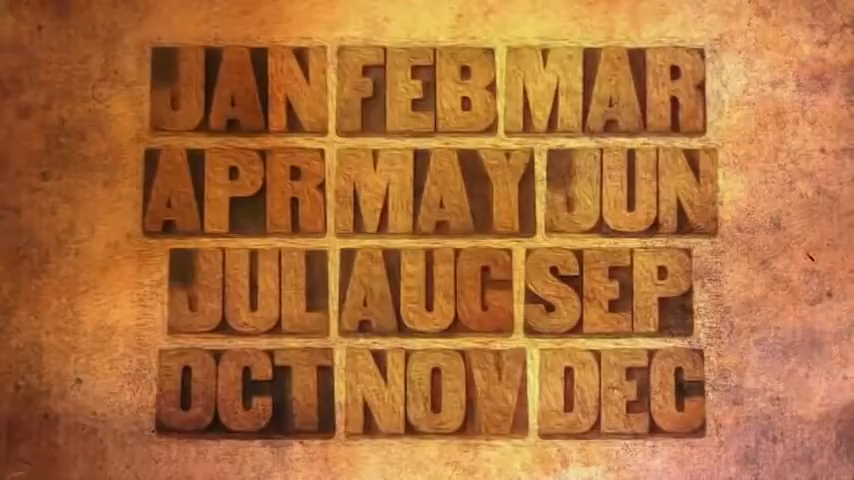 JAN FEB MAR
APR MAY JUN
JUL AUG SEP
OCT NOV DEC